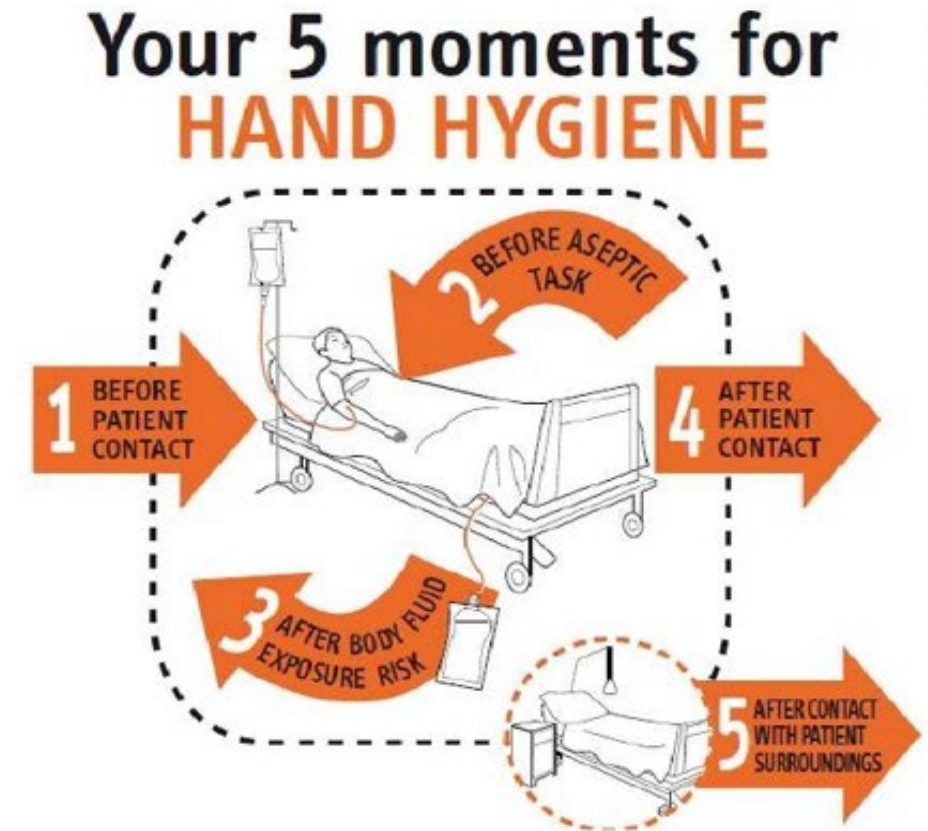 Your 5 moments for
HAND HYGIENE
1 BEFORE
PATIENT
CONTACT
2 BEFORE ASEPTIC
TASK
3 AFTER BODY FLUID
EXPOSURE RISK
4 AFTER
PATIENT
CONTACT
5 AFTER CONTACT
WITH PATIENT
SURROUNDINGS